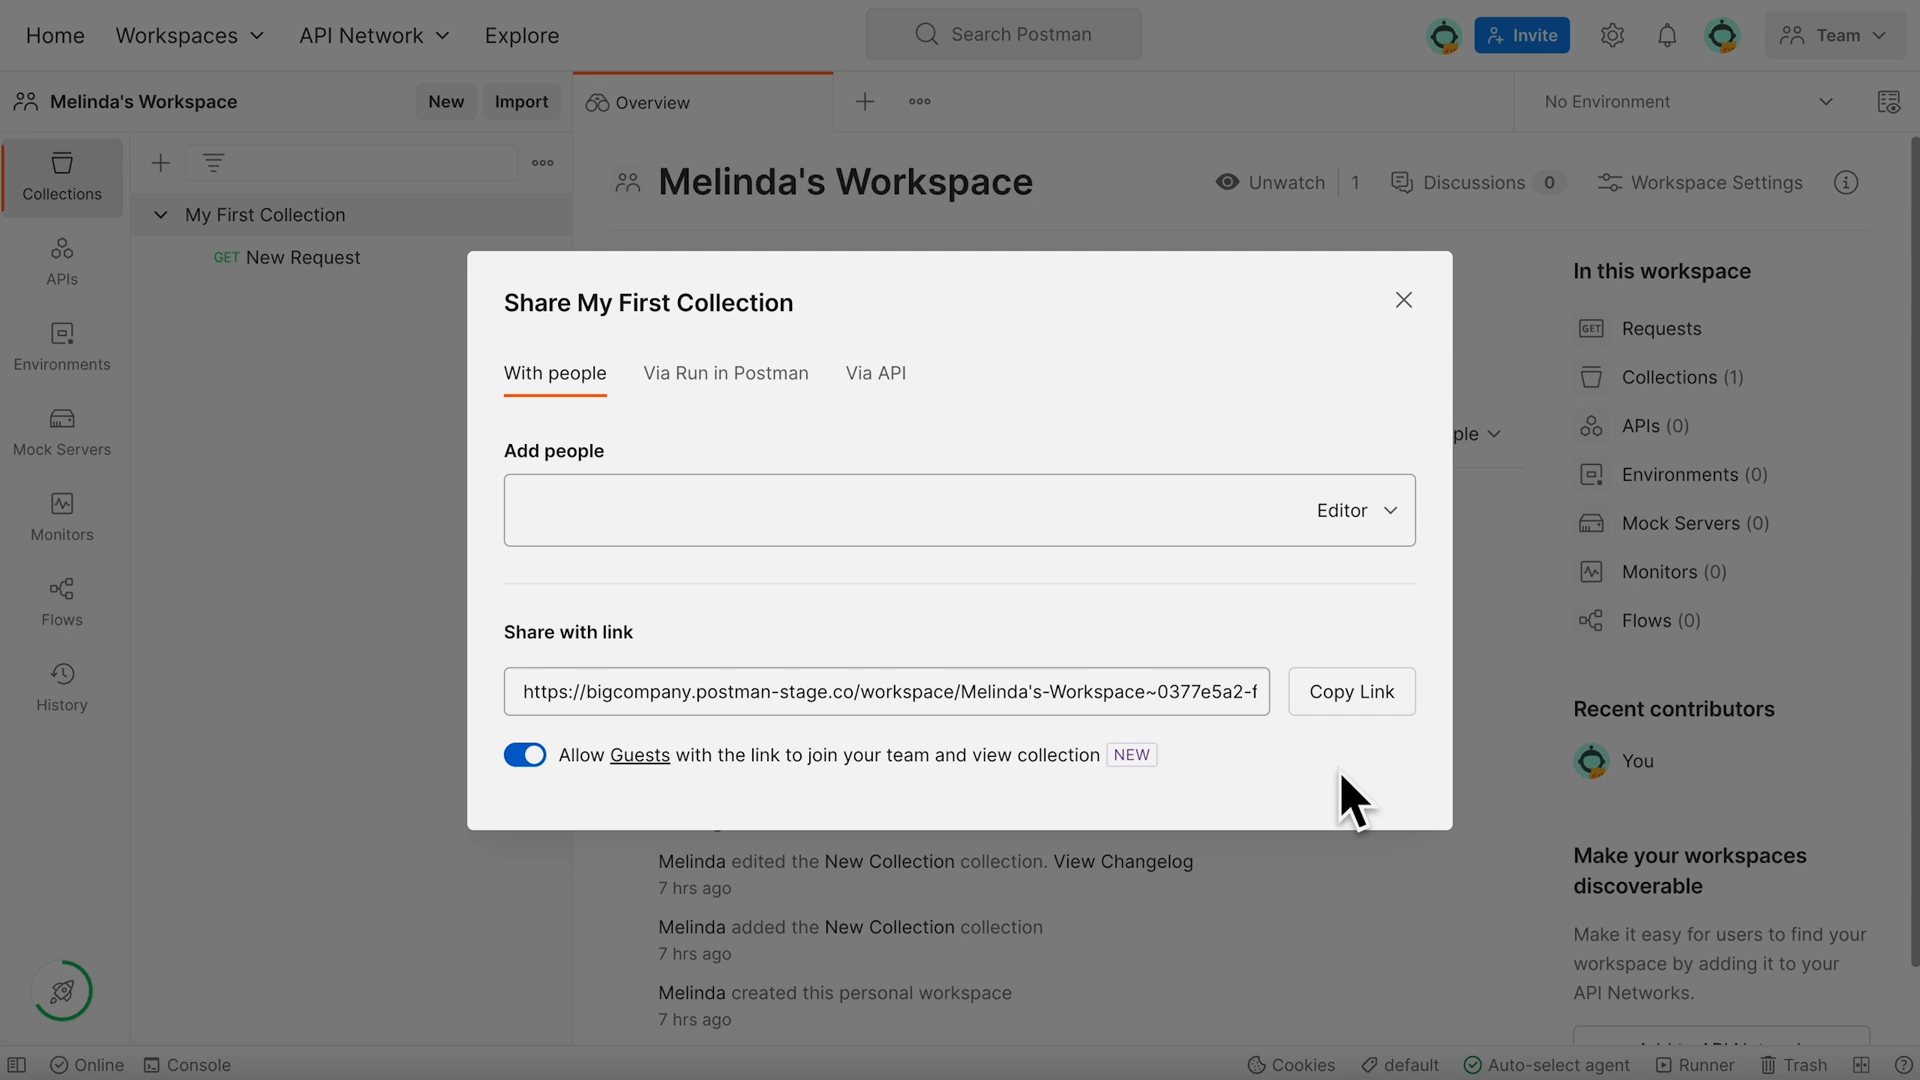 Home
Workspaces
API Network
Explore
Search Postman
Invite
Team
Melinda's Workspace
New
Import
Overview
No Environment
Collections
APIs
Environments
Mock Servers
Monitors
Flows
History
My First Collection
GET New Request
Melinda's Workspace
Unwatch
1
Discussions 0
Workspace Settings
Share My First Collection
With people
Via Run in Postman
Via API
Add people
Editor
Share with link
https://bigcompany.postman-stage.co/workspace/Melinda's-Workspace~0377e5a2-f
Copy Link
Allow Guests with the link to join your team and view collection NEW
ple
Melinda edited the New Collection collection. View Changelog
7 hrs ago
Melinda added the New Collection collection
7 hrs ago
Melinda created this personal workspace
7 hrs ago
In this workspace
GET Requests
Collections (1)
APIs (0)
Environments (0)
Mock Servers (0)
Monitors (0)
Flows (0)
Recent contributors
You
Make your workspaces
discoverable
Make it easy for users to find your
workspace by adding it to your
API Networks.
Online
Console
Cookies
default
Auto-select agent
Runner
Trash